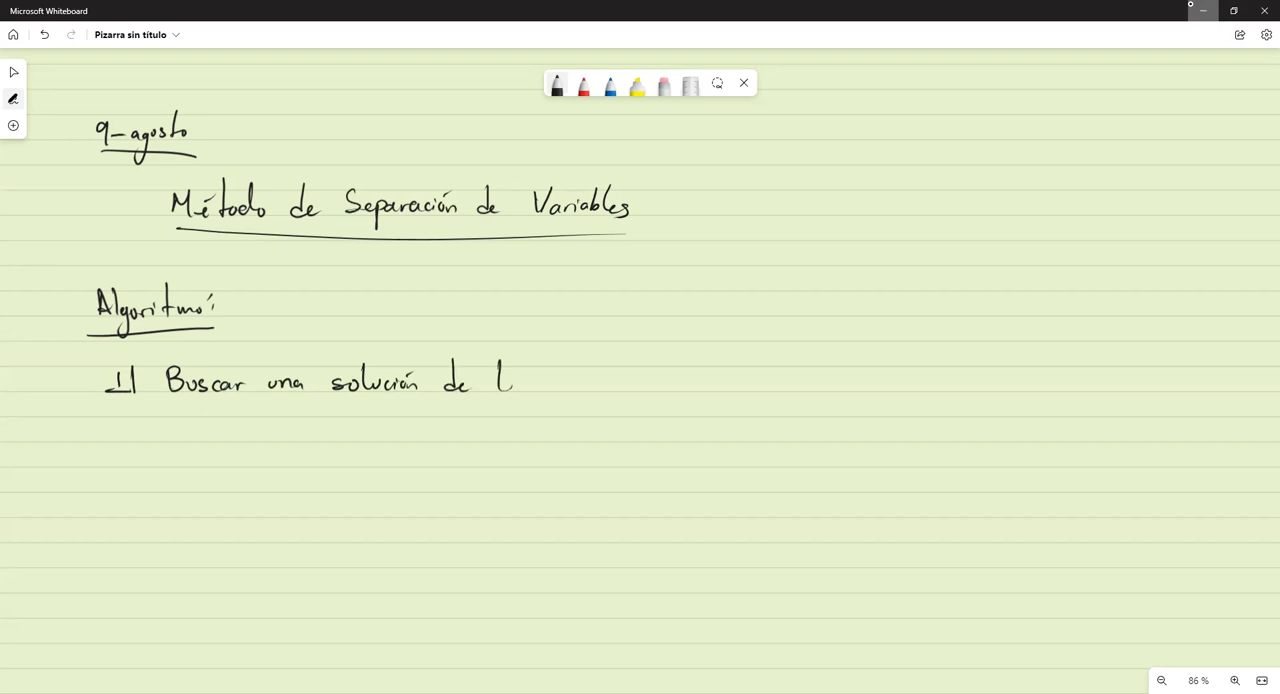 Microsoft Whiteboard
Pizarra sin título
9-agosto
Método de Separación de Variables
Algoritmo:
1) Buscar una solución de l
86 %